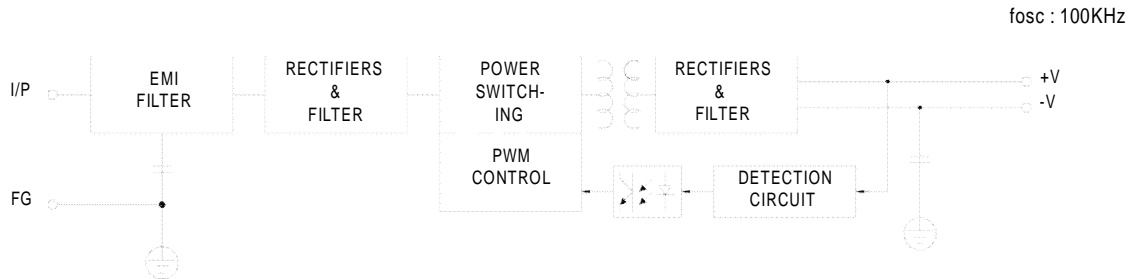 fosc : 100KHz
I/P
EMI
FILTER
RECTIFIERS
&
FILTER
POWER
SWITCH-
ING
RECTIFIERS
&
FILTER
+V
-V
PWM
CONTROL
DETECTION
CIRCUIT
FG